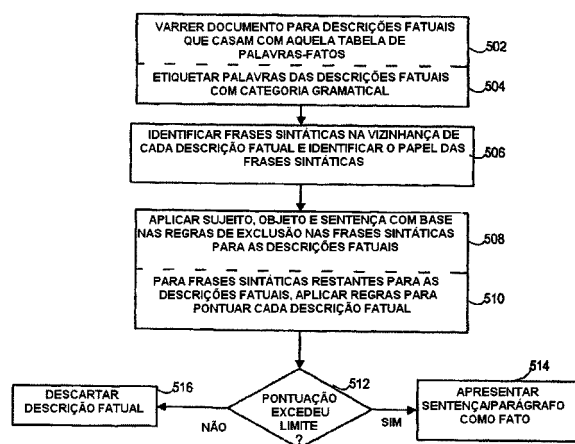 VARRER DOCUMENTO PARA DESCRIÇÕES FATUAIS
QUE CASAM COM AQUELA TABELA DE
PALAVRAS-FATOS
502
ETIQUETAR PALAVRAS DAS DESCRIÇÕES FATUAIS
COM CATEGORIA GRAMATICAL
504
IDENTIFICAR FRASES SINTÁTICAS NA VIZINHANÇA DE
CADA DESCRIÇÃO FATUAL E IDENTIFICAR O PAPEL DAS
FRASES SINTÁTICAS
506
APLICAR SUJEITO, OBJETO E SENTENÇA COM BASE
NAS REGRAS DE EXCLUSÃO NAS FRASES SINTÁTICAS
PARA AS DESCRIÇÕES FATUAIS
508
PARA FRASES SINTÁTICAS RESTANTES PARA AS
DESCRIÇÕES FATUAIS, APLICAR REGRAS PARA
PONTUAR CADA DESCRIÇÃO FATUAL
510
516
DESCARTAR
DESCRIÇÃO FATUAL
NÃO
512
PONTUAÇÃO
EXCEDEU
LIMITE
?
SIM
514
APRESENTAR
SENTENÇA/PARÁGRAFO
COMO FATO